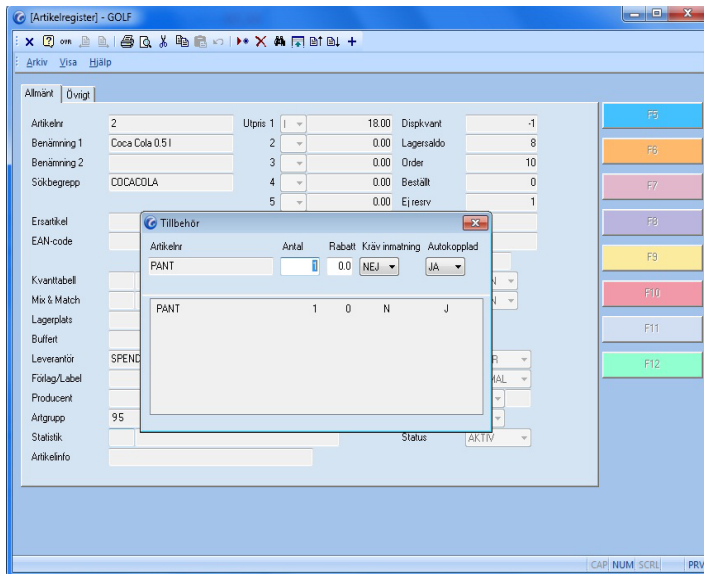 [Artikelregister] - GOLF
OVR
Arkiv Visa Hjälp
Allmänt Övrigt
Artikelnr 2 Utpris 1 18.00 Dispkvant -1 F5
Benämning 1 Coca Cola 0.5 l 2 0.00 Lagersaldo 8 F6
Benämning 2 3 0.00 Order 10
Sökbegrepp COCACOLA 4 0.00 Beställt 0 F7
5 0.00 Ej resrv 1
Ersartikel F8
EAN-code
Tillbehör
Artikelnr Antal Rabatt Kräv inmatning Autokopplad
PANT 1 0.0 NEJ JA
PANT 1 0 N J
F9
Kvanttabell N
Mix & Match N F10
Lagerplats F11
Buffert
Leverantör SPEND R F12
Förlag/Label MAL
Producent
Artgrupp 95
Statistik Status AKTIV
Artikelinfo
CAP NUM SCRL PRV